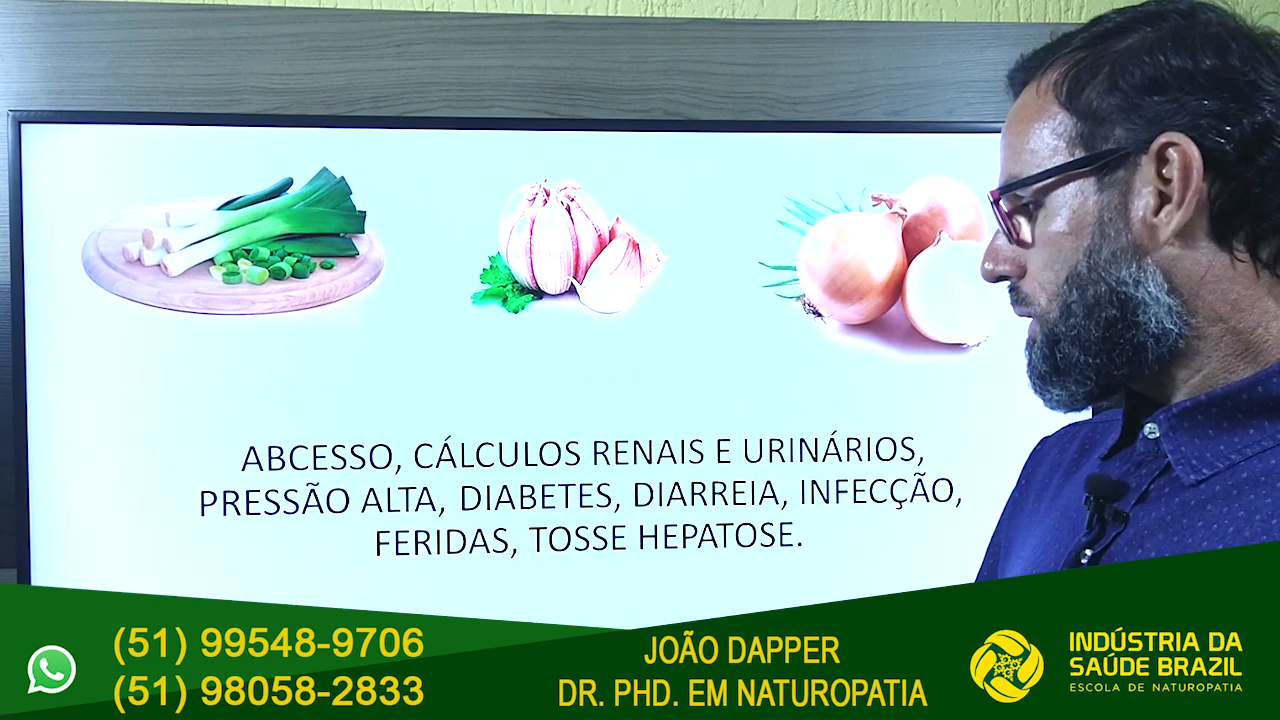 ABCESSO, CÁLCULOS RENAIS E URINÁRIOS,
PRESSÃO ALTA, DIABETES, DIARREIA, INFECÇÃO,
FERIDAS, TOSSE HEPATOSE.
(51) 99548-9706
(51) 98058-2833
JOÃO DAPPER
DR. PHD. EM NATUROPATIA
INDÚSTRIA DA
SAÚDE BRAZIL
ESCOLA DE NATUROPATIA